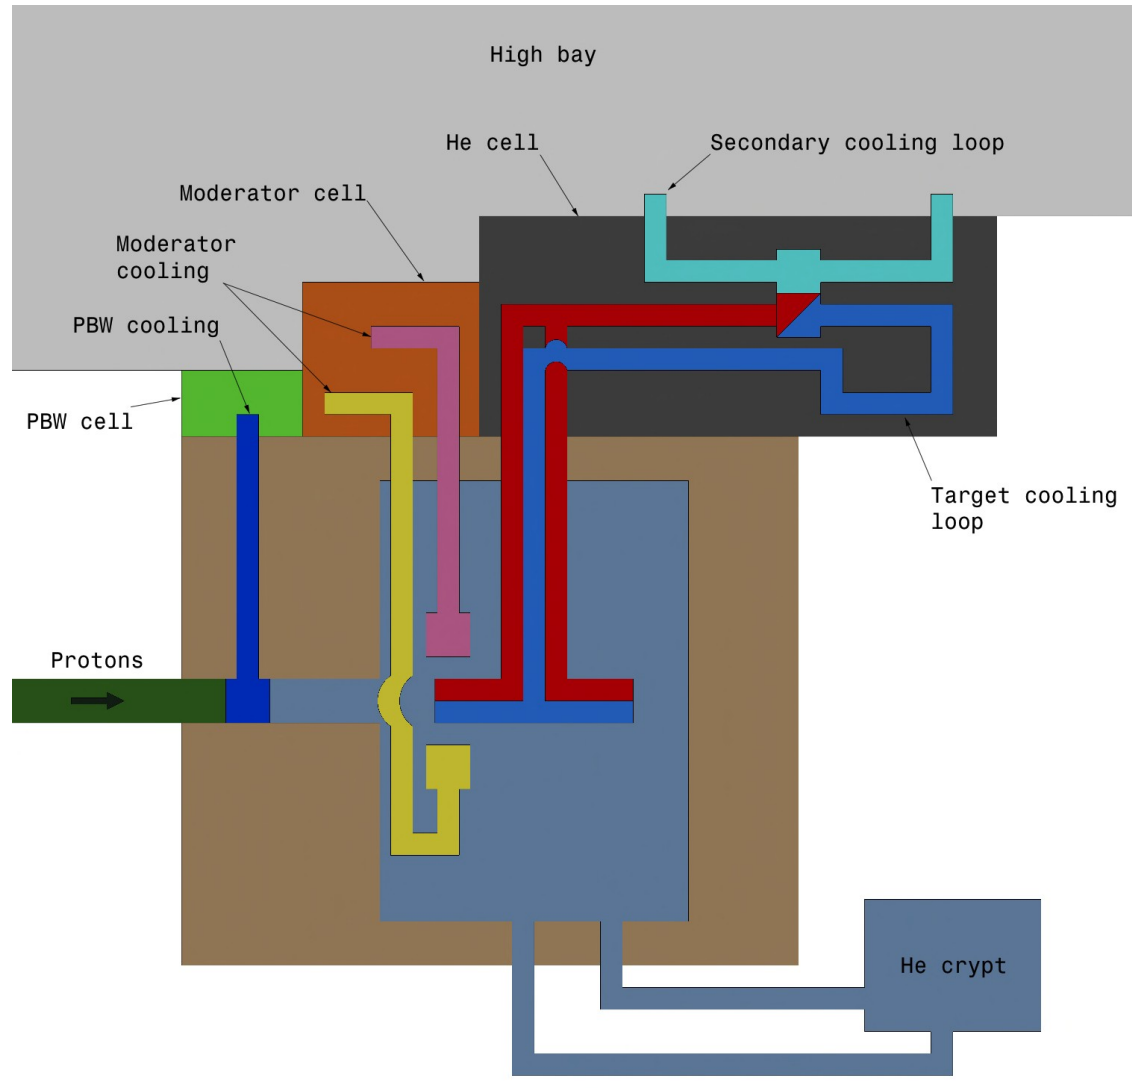 High bay
He cell
Secondary cooling loop
Moderator cell
Moderator
cooling
PBW cooling
PBW cell
Target cooling
loop
Protons
He crypt